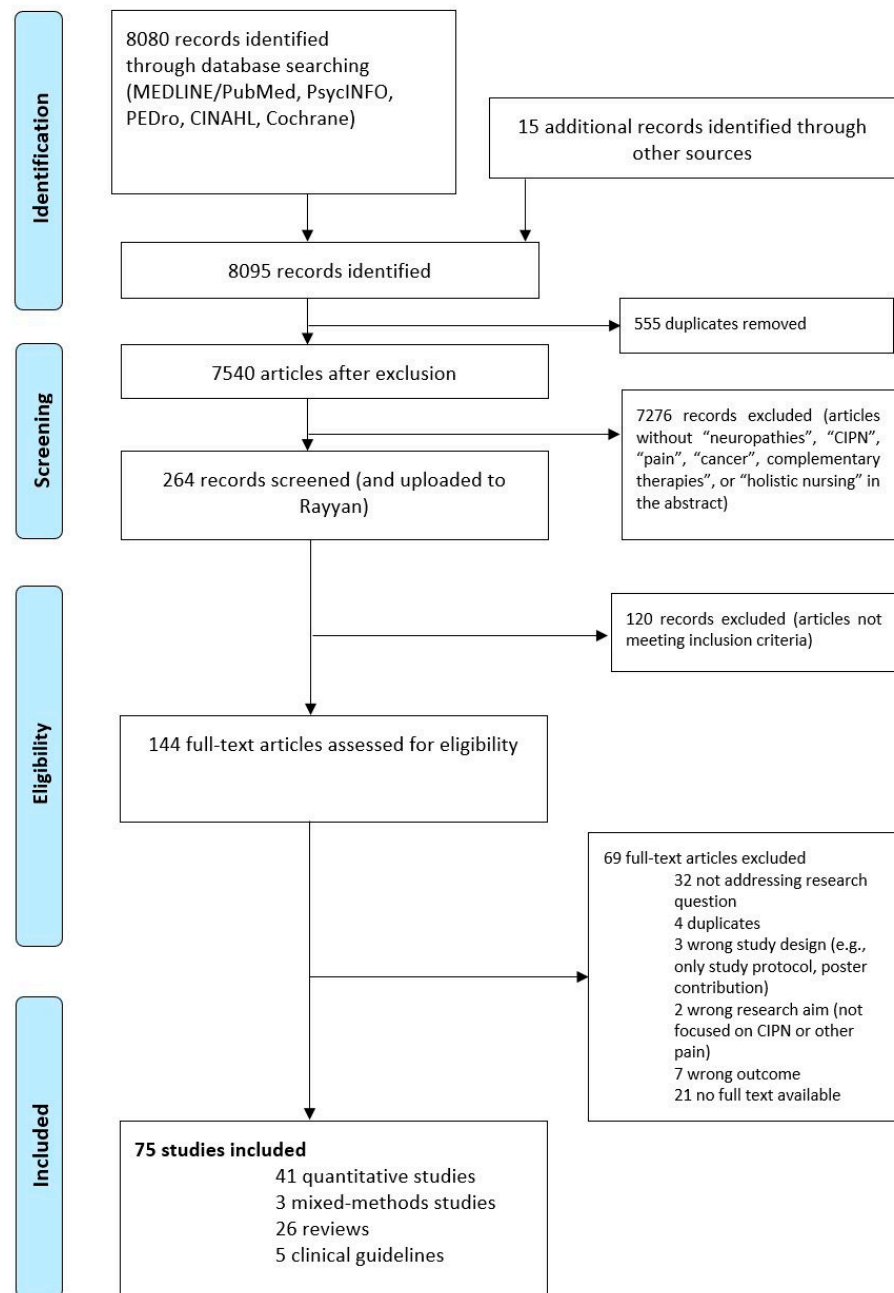 Identification
8080 records identified
through database searching
(MEDLINE/PubMed, PsycINFO,
PEDro, CINAHL, Cochrane)
15 additional records identified through
other sources
8095 records identified
555 duplicates removed
Screening
7540 articles after exclusion
7276 records excluded (articles
without “neuropathies”, “CIPN”,
“pain”, “cancer”, complementary
therapies”, or “holistic nursing” in
the abstract)
264 records screened (and uploaded to
Rayyan)
Eligibility
120 records excluded (articles not
meeting inclusion criteria)
144 full-text articles assessed for eligibility
69 full-text articles excluded
32 not addressing research
question
4 duplicates
3 wrong study design (e.g.,
only study protocol, poster
contribution)
2 wrong research aim (not
focused on CIPN or other
pain)
7 wrong outcome
21 no full text available
Included
75 studies included
41 quantitative studies
3 mixed-methods studies
26 reviews
5 clinical guidelines